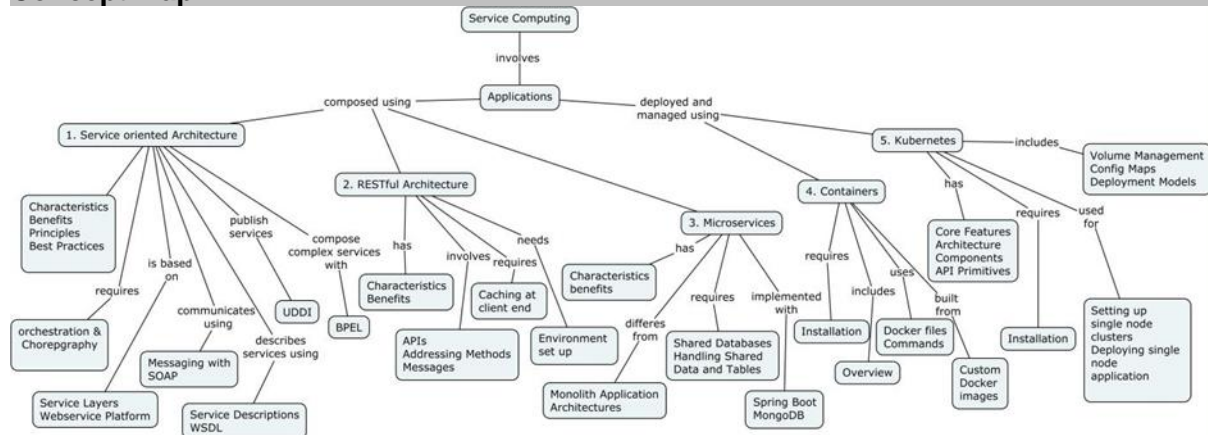 Service Computing
involves
Applications
composed using
deployed and
managed using
1. Service oriented Architecture
Characteristics
Benefits
Principles
Best Practices
requires
orchestration &
Chorepgraphy
is based
on
Service Layers
Webservice Platform
communicates
using
Messaging with
SOAP
describes
services using
Service Descriptions
WSDL
publish
services
UDDI
compose
complex services
with
BPEL
2. RESTful Architecture
has
Characteristics
Benefits
involves
APIs
Addressing Methods
Messages
requires
Caching at
client end
needs
Environment
set up
3. Microservices
has
Characteristics
benefits
differes
from
Monolith Application
Architectures
requires
Shared Databases
Handling Shared
Data and Tables
implemented
with
Spring Boot
MongoDB
4. Containers
requires
Installation
includes
Overview
uses
Docker files
Commands
built
from
Custom
Docker
images
5. Kubernetes
includes
Volume Management
Config Maps
Deployment Models
has
Core Features
Architecture
Components
API Primitives
requires
Installation
used
for
Setting up
single node
clusters
Deploying single
node
application